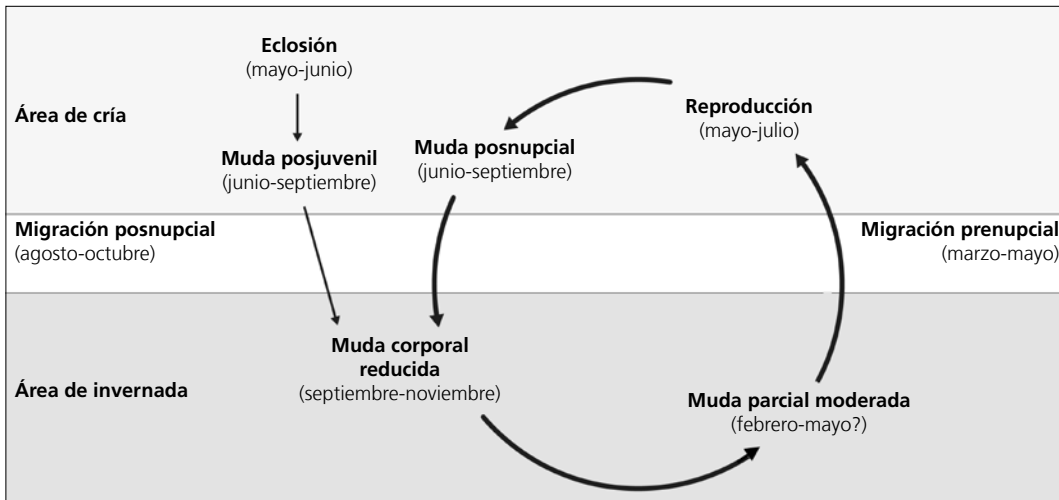 Eclosión
(mayo-junio)
Área de cría
Reproducción
(mayo-julio)
Muda posjuvenil
(junio-septiembre)
Muda posnupcial
(junio-septiembre)
Migración posnupcial
(agosto-octubre)
Migración prenupcial
(marzo-mayo)
Muda corporal
reducida
(septiembre-noviembre)
Área de invernada
Muda parcial moderada
(febrero-mayo?)